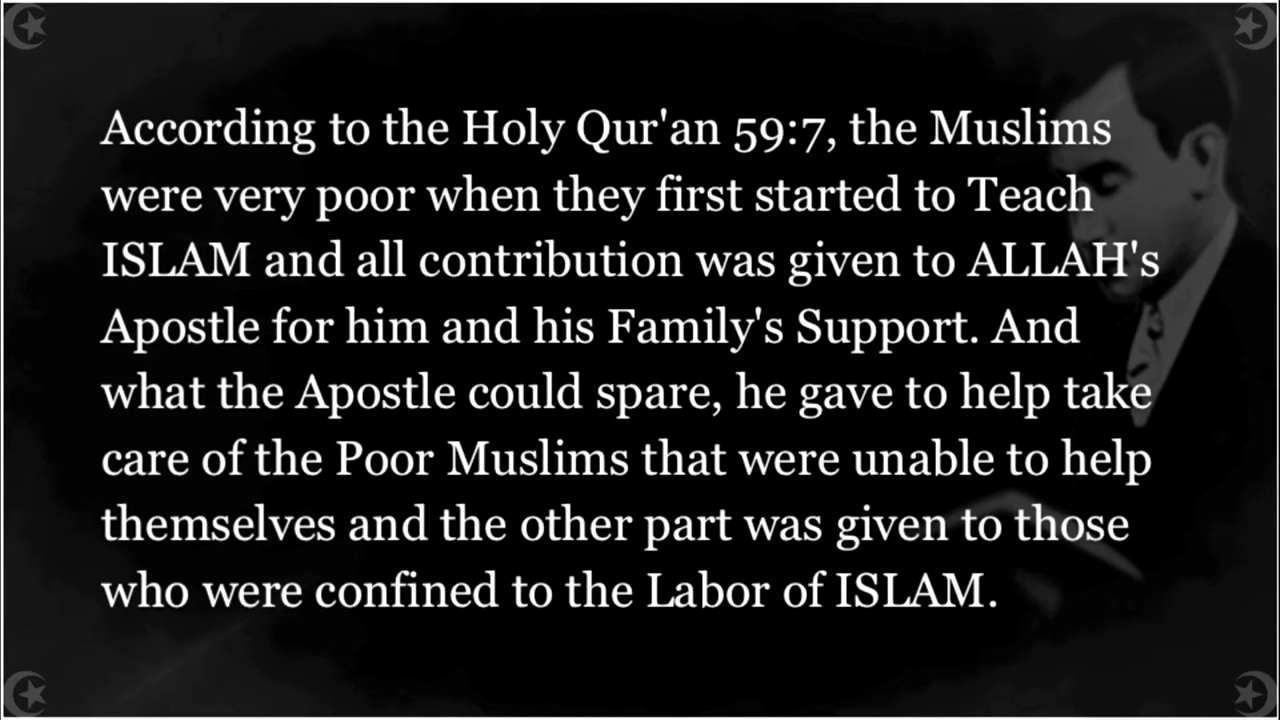 According to the Holy Qur'an 59:7, the Muslims
were very poor when they first started to Teach
ISLAM and all contribution was given to ALLAH's
Apostle for him and his Family's Support. And
what the Apostle could spare, he gave to help take
care of the Poor Muslims that were unable to help
themselves and the other part was given to those
who were confined to the Labor of ISLAM.